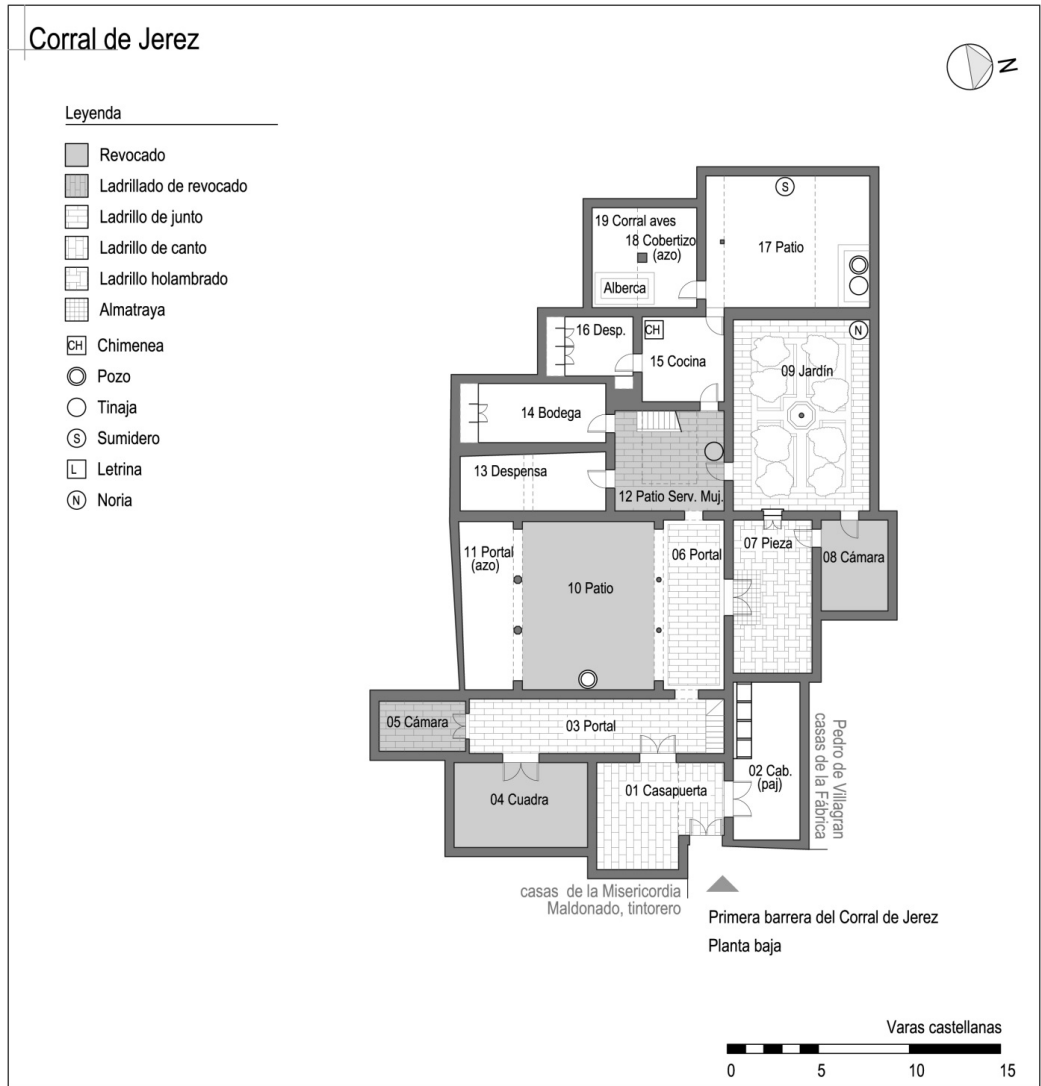 Corral de Jerez
N
Leyenda
Revocado
Ladrillado de revocado
Ladrillo de junto
Ladrillo de canto
Ladrillo holambrado
Almatraya
CH Chimenea
Pozo
Tinaja
S Sumidero
L Letrina
N Noria
S
19 Corral aves
18 Cobertizo
(azo)
17 Patio
Alberca
16 Desp.
CH
N
15 Cocina
09 Jardín
14 Bodega
13 Despensa
12 Patio Serv. Muj.
11 Portal
(azo)
06 Portal
07 Pieza
08 Cámara
10 Patio
05 Cámara
03 Portal
04 Cuadra
01 Casapuerta
02 Cab.
(paj)
Pedro de Villagran
casas de la Fábrica
casas de la Misericordia
Maldonado, tintorero
Primera barrera del Corral de Jerez
Planta baja
Varas castellanas
0 5 10 15